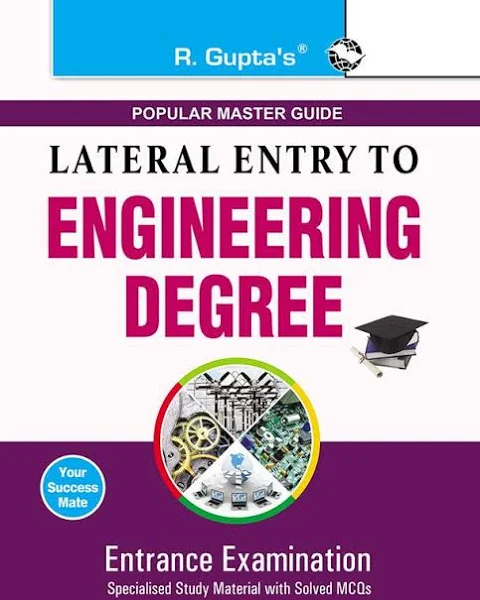 R. Gupta's®
POPULAR MASTER GUIDE
LATERAL ENTRY TO
ENGINEERING
DEGREE
Your
Success
Mate
Entrance Examination
Specialised Study Material with Solved MCQs